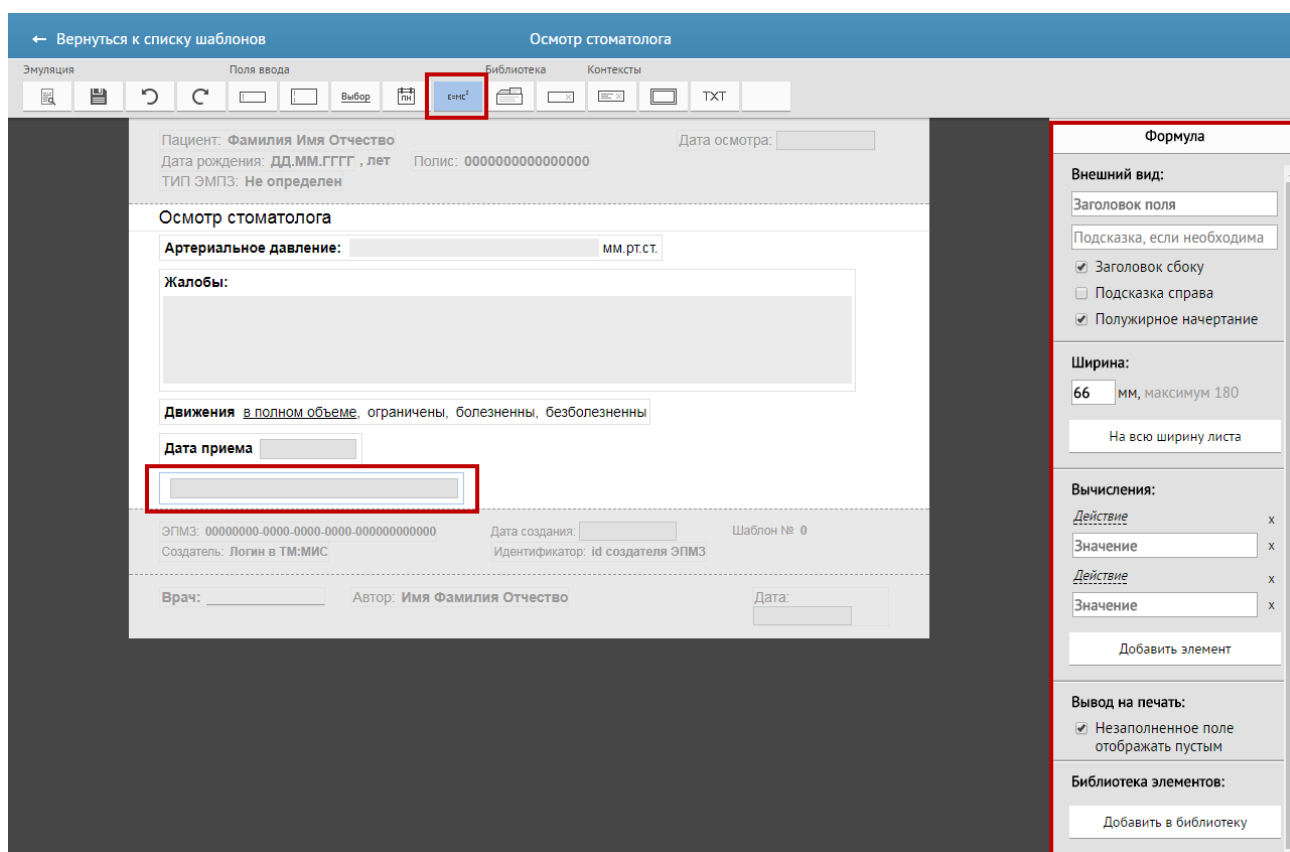 ← Вернуться к списку шаблонов
Осмотр стоматолога
Эмуляция
Поля ввода
Библиотека
Контексты
Выбор
ПН
E=MC²
TXT
Пациент: Фамилия Имя Отчество
Дата осмотра:
Дата рождения: ДД.ММ.ГГГГ , лет
Полис: 0000000000000000
ТИП ЭМПЗ: Не определен
Осмотр стоматолога
Артериальное давление:
мм.рт.ст.
Жалобы:
Движения в полном объеме, ограничены, болезненны, безболезненны
Дата приема
ЭПМЗ: 00000000-0000-0000-0000-000000000000
Дата создания:
Шаблон № 0
Создатель: Логин в ТМ:МИС
Идентификатор: id создателя ЭПМЗ
Врач:
Автор: Имя Фамилия Отчество
Дата:
Формула
Внешний вид:
Заголовок поля
Подсказка, если необходима
Заголовок сбоку
Подсказка справа
Полужирное начертание
Ширина:
66 мм, максимум 180
На всю ширину листа
Вычисления:
Действие x
Значение x
Действие x
Значение x
Добавить элемент
Вывод на печать:
Незаполненное поле
отображать пустым
Библиотека элементов:
Добавить в библиотеку